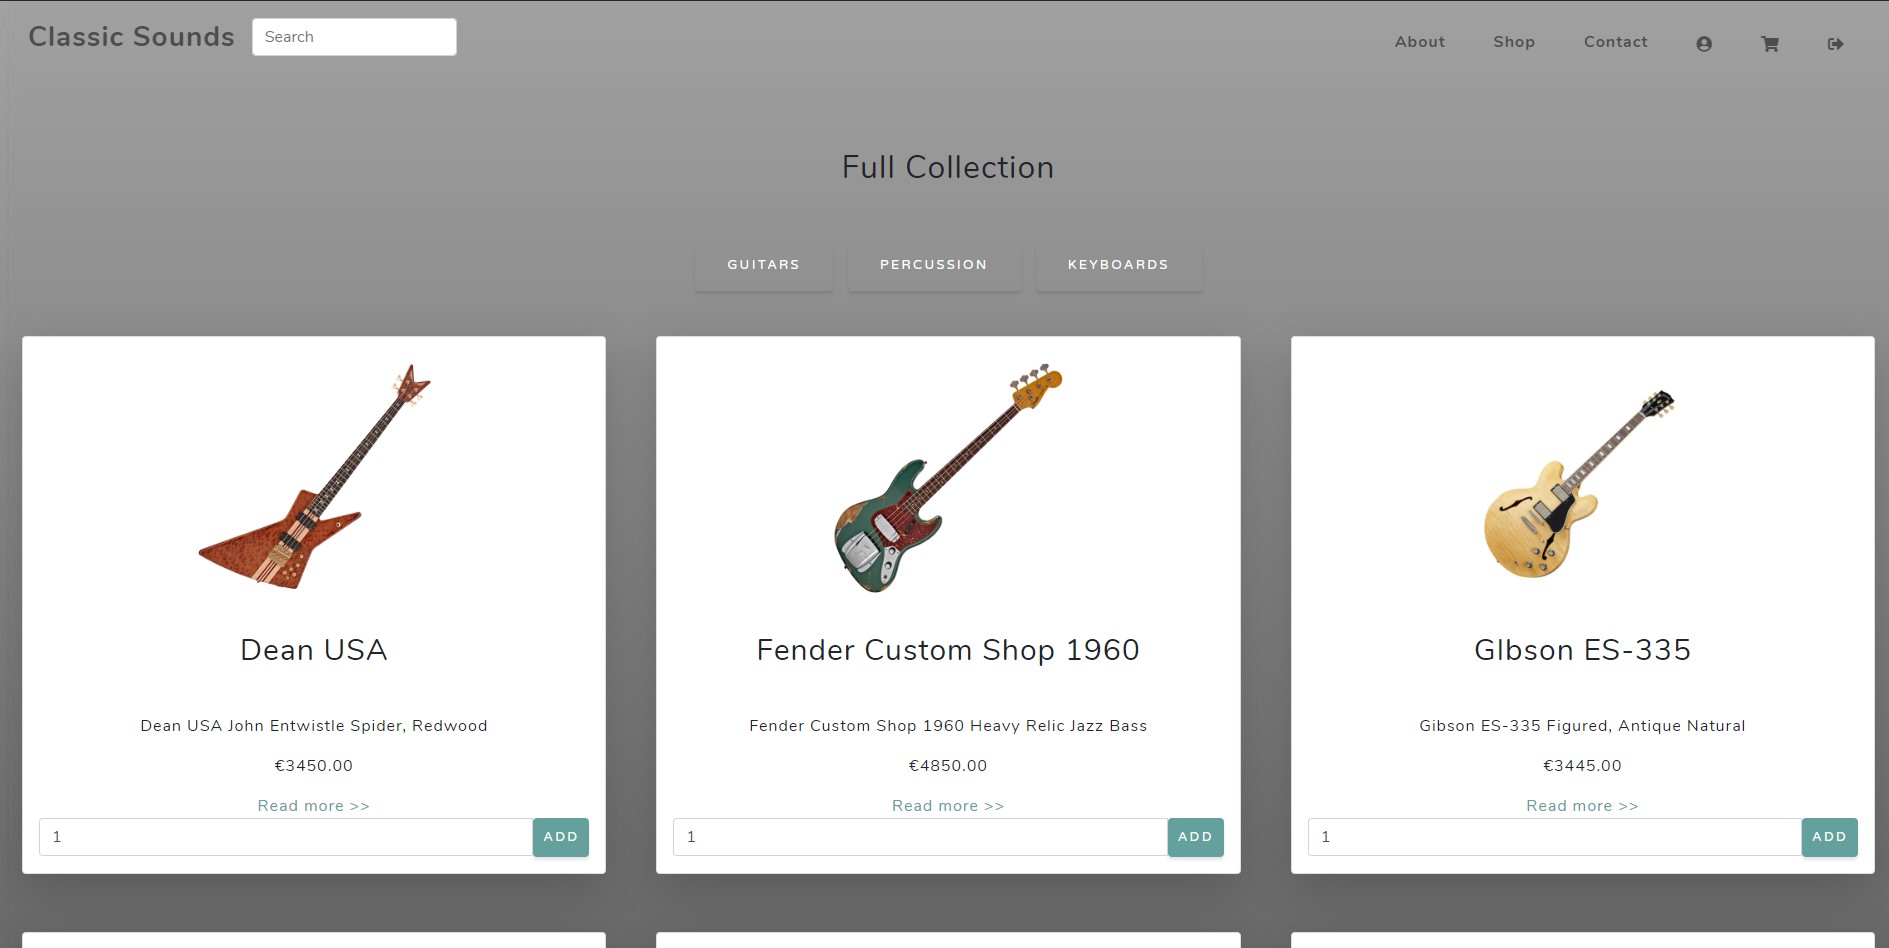 Classic Sounds
Search
About
Shop
Contact
Full Collection
GUITARS
PERCUSSION
KEYBOARDS
Dean USA
Dean USA John Entwistle Spider, Redwood
€3450.00
Read more >>
1
ADD
Fender Custom Shop 1960
Fender Custom Shop 1960 Heavy Relic Jazz Bass
€4850.00
Read more >>
1
ADD
GIbson ES-335
Gibson ES-335 Figured, Antique Natural
€3445.00
Read more >>
1
ADD